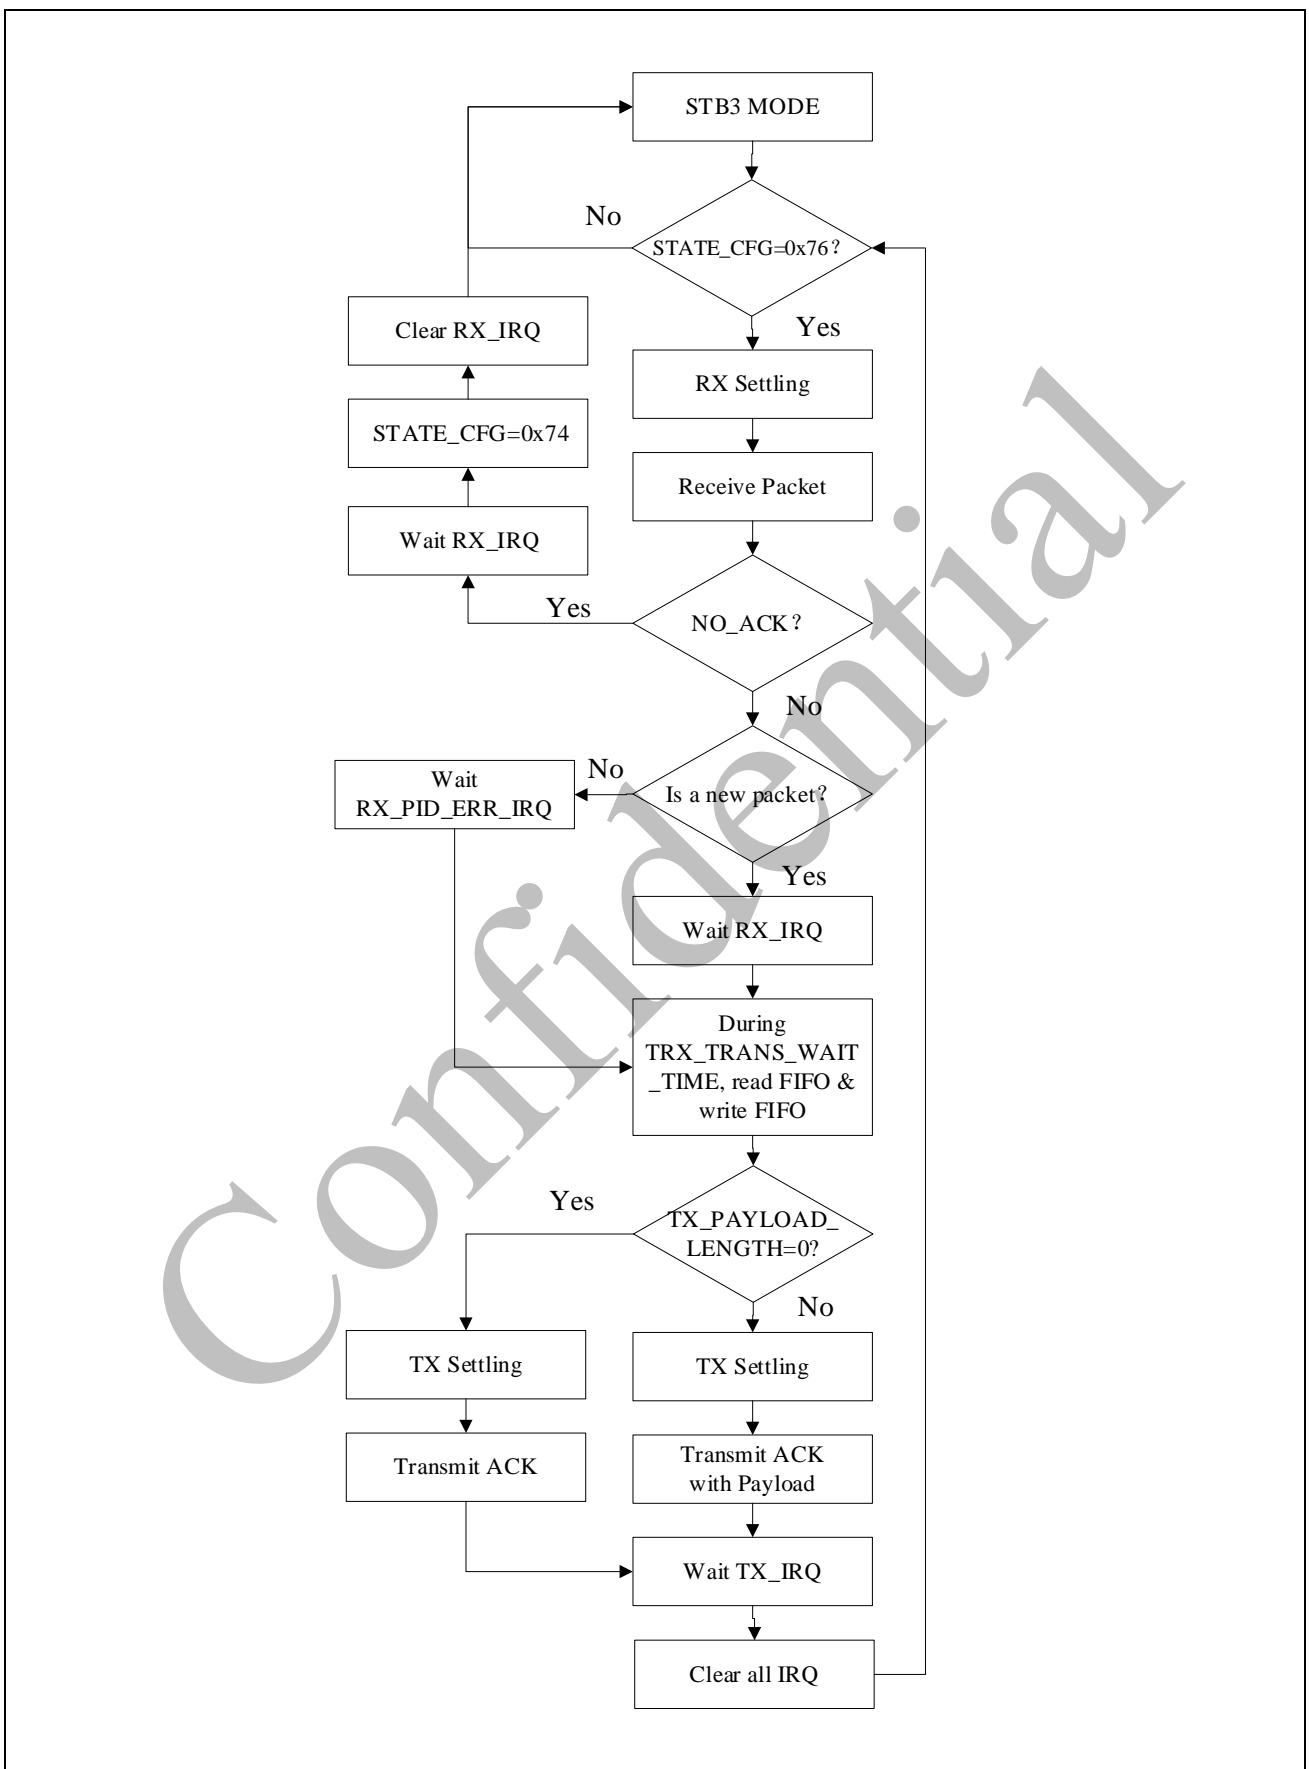 STB3 MODE
No
STATE_CFG=0x76?
Yes
Clear RX_IRQ
RX Settling
STATE_CFG=0x74
Receive Packet
Wait RX_IRQ
Yes
NO_ACK?
No
Wait
RX_PID_ERR_IRQ
No
Is a new packet?
Yes
Wait RX_IRQ
During
TRX_TRANS_WAIT
_TIME, read FIFO &
write FIFO
Yes
TX_PAYLOAD_
LENGTH=0?
No
TX Settling
TX Settling
Transmit ACK
Transmit ACK
with Payload
Wait TX_IRQ
Clear all IRQ
Confidential